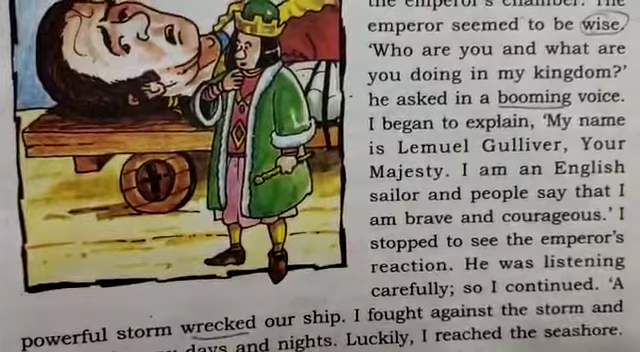 the emperor's chamber. The
emperor seemed to be wise.
'Who are you and what are
you doing in my kingdom?'
he asked in a booming voice.
I began to explain, 'My name
is Lemuel Gulliver, Your
Majesty. I am an English
sailor and people say that I
am brave and courageous.' I
stopped to see the emperor's
reaction. He was listening
carefully; so I continued. 'A
powerful storm wrecked our ship. I fought against the storm and
days and nights. Luckily, I reached the seashore.